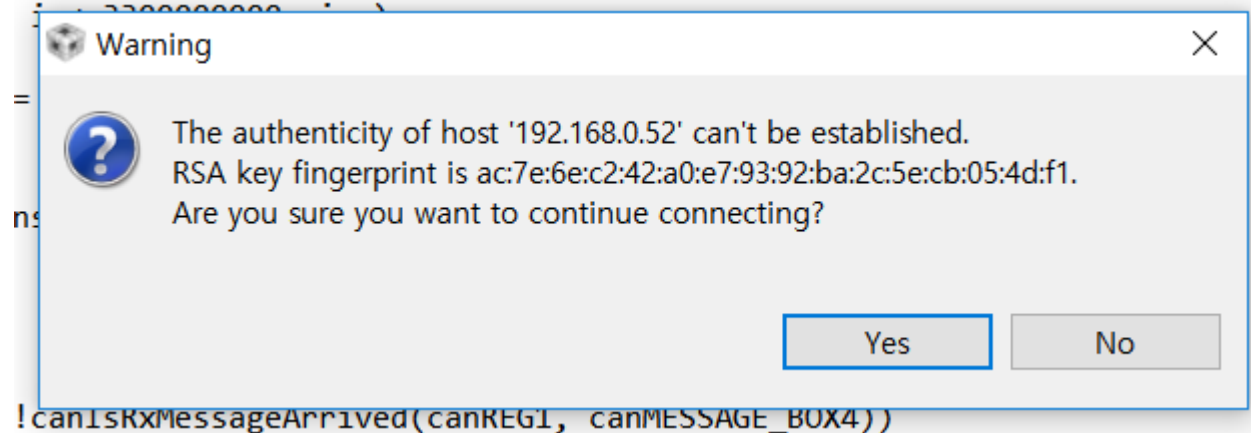 Warning
=
The authenticity of host '192.168.0.52' can't be established.
RSA key fingerprint is ac:7e:6e:c2:42:a0:e7:93:92:ba:2c:5e:cb:05:4d:f1.
Are you sure you want to continue connecting?
Yes No
!canIsRxMessageArrived(canREG1, canMESSAGE_BOX4))